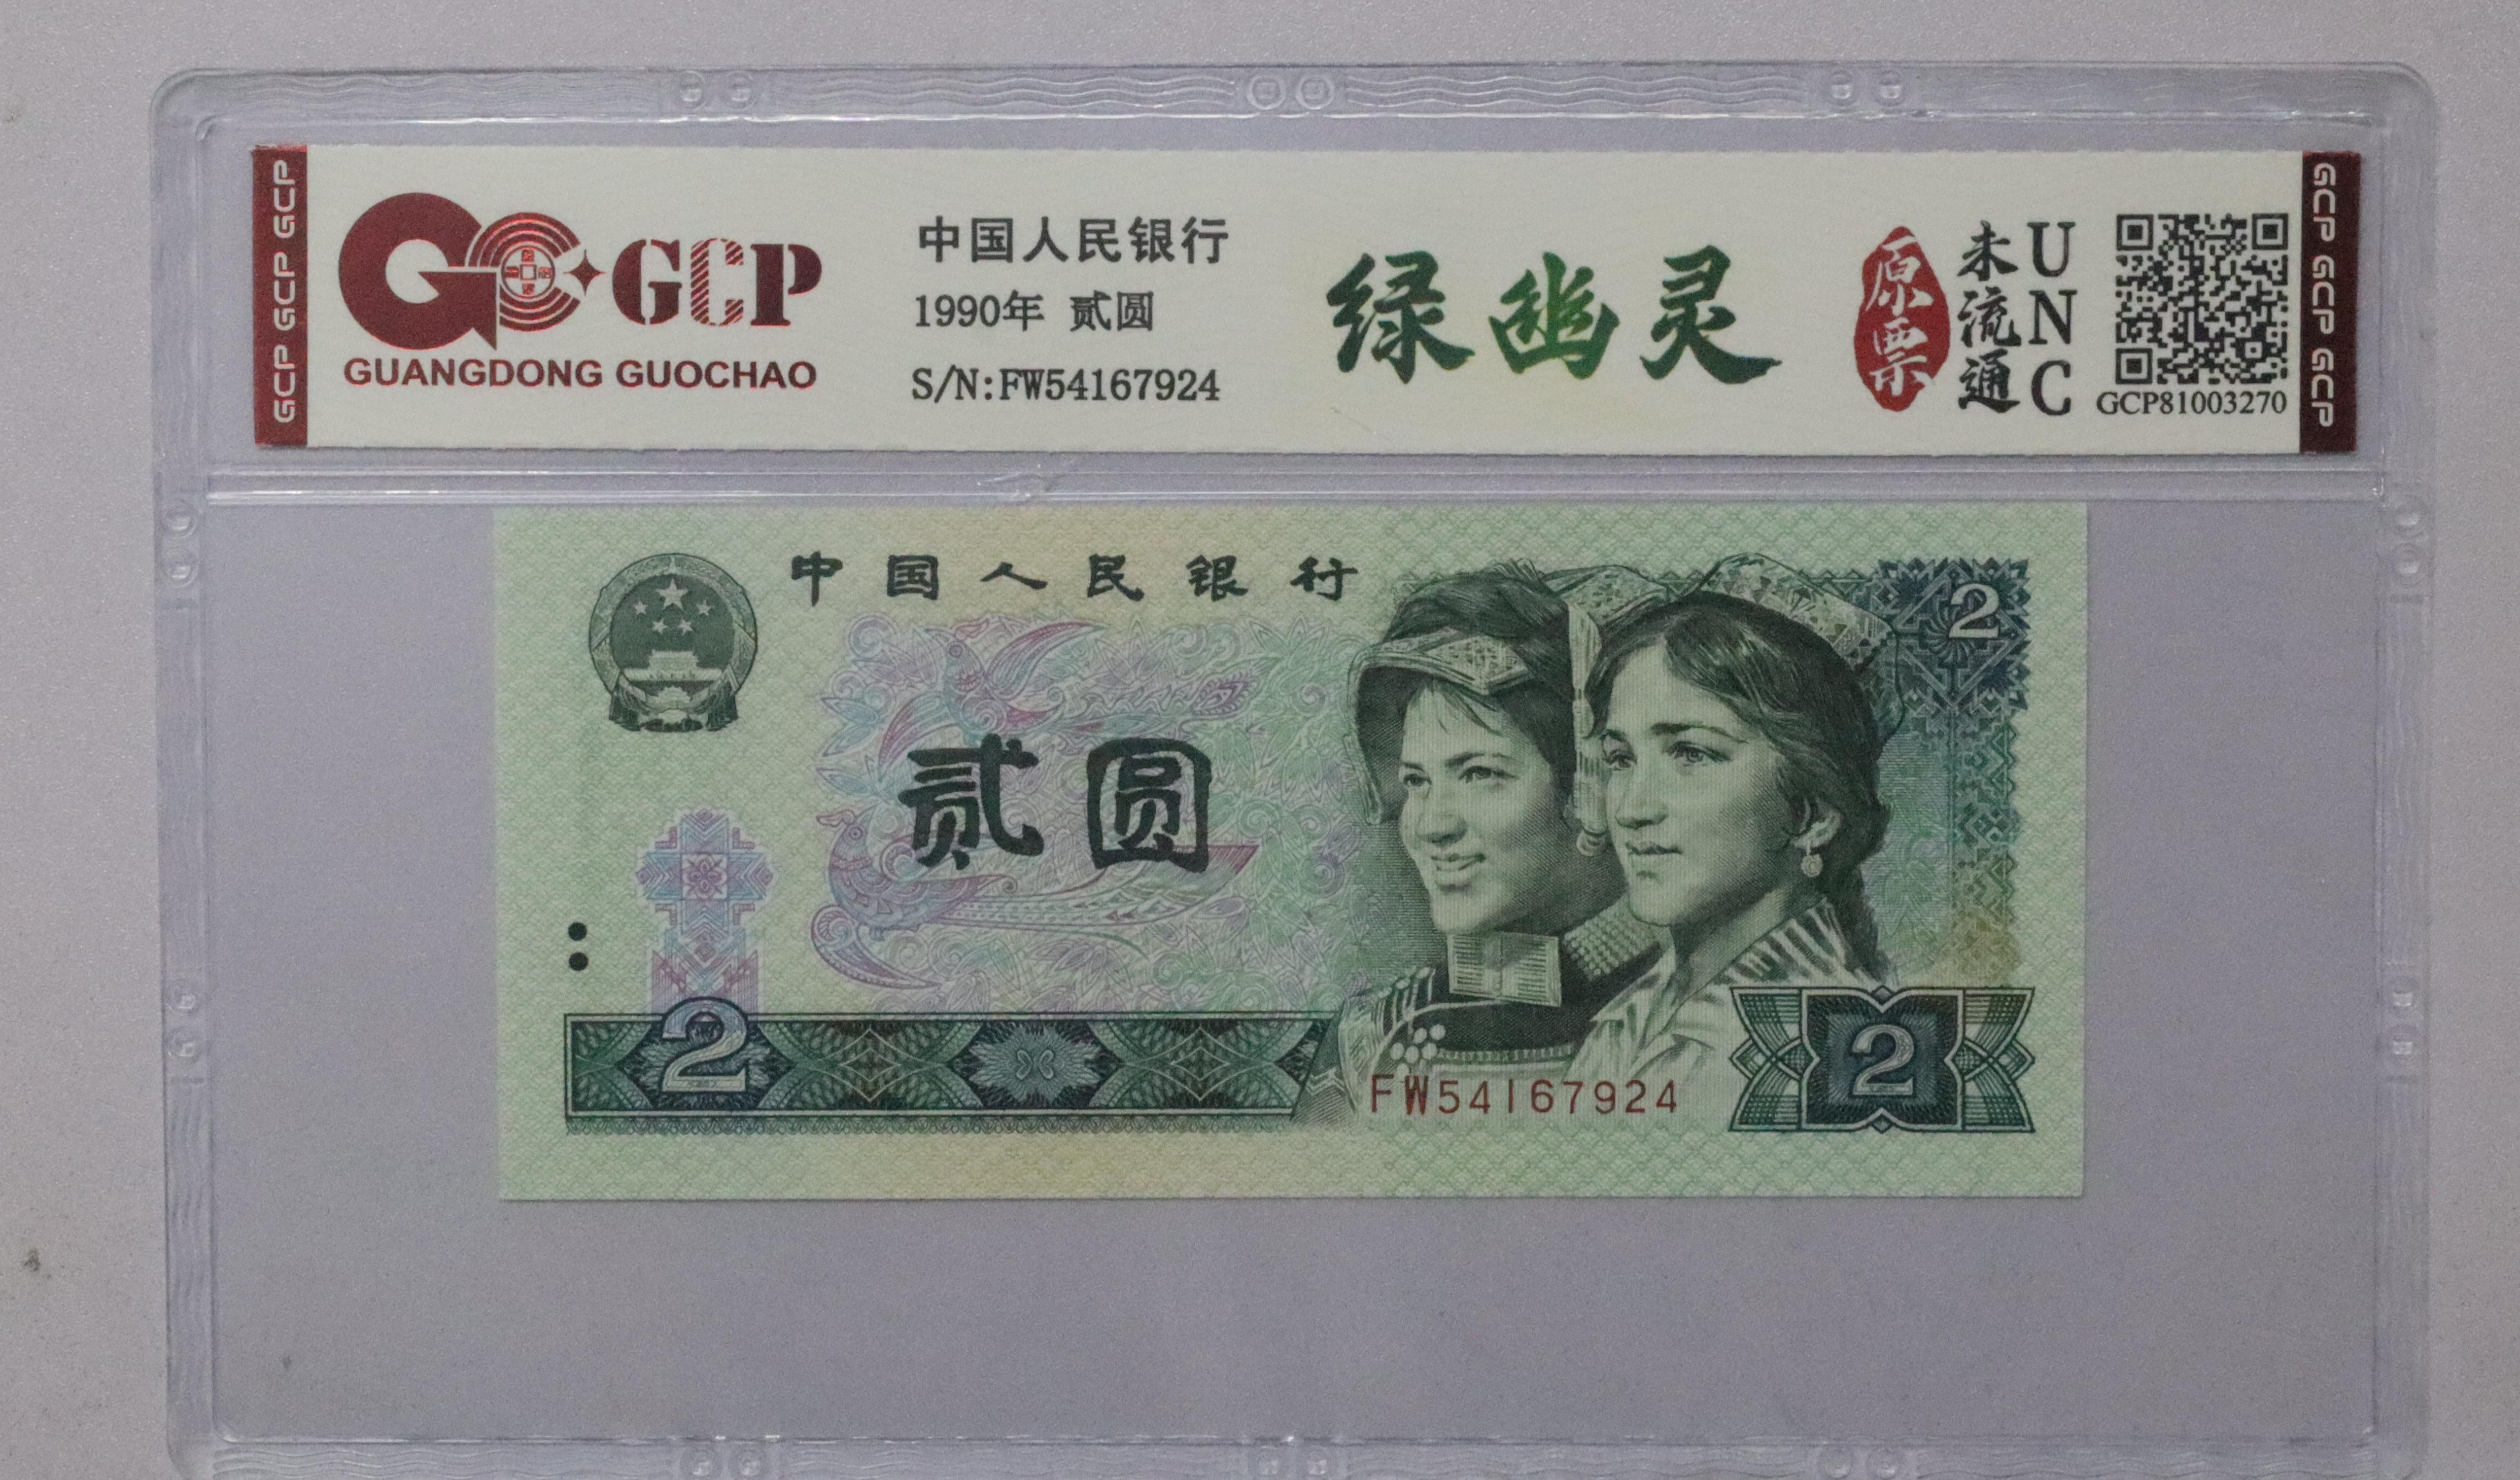 GCP GCP GCP
GCP
GUANGDONG GUOCHAO
中国人民银行
1990年 贰圆
S/N:FW54167924
绿幽灵
原票
未流通
UNC
GCP81003270
GCP GCP GCP
中国人民银行
2
贰圆
2
FW54167924
2